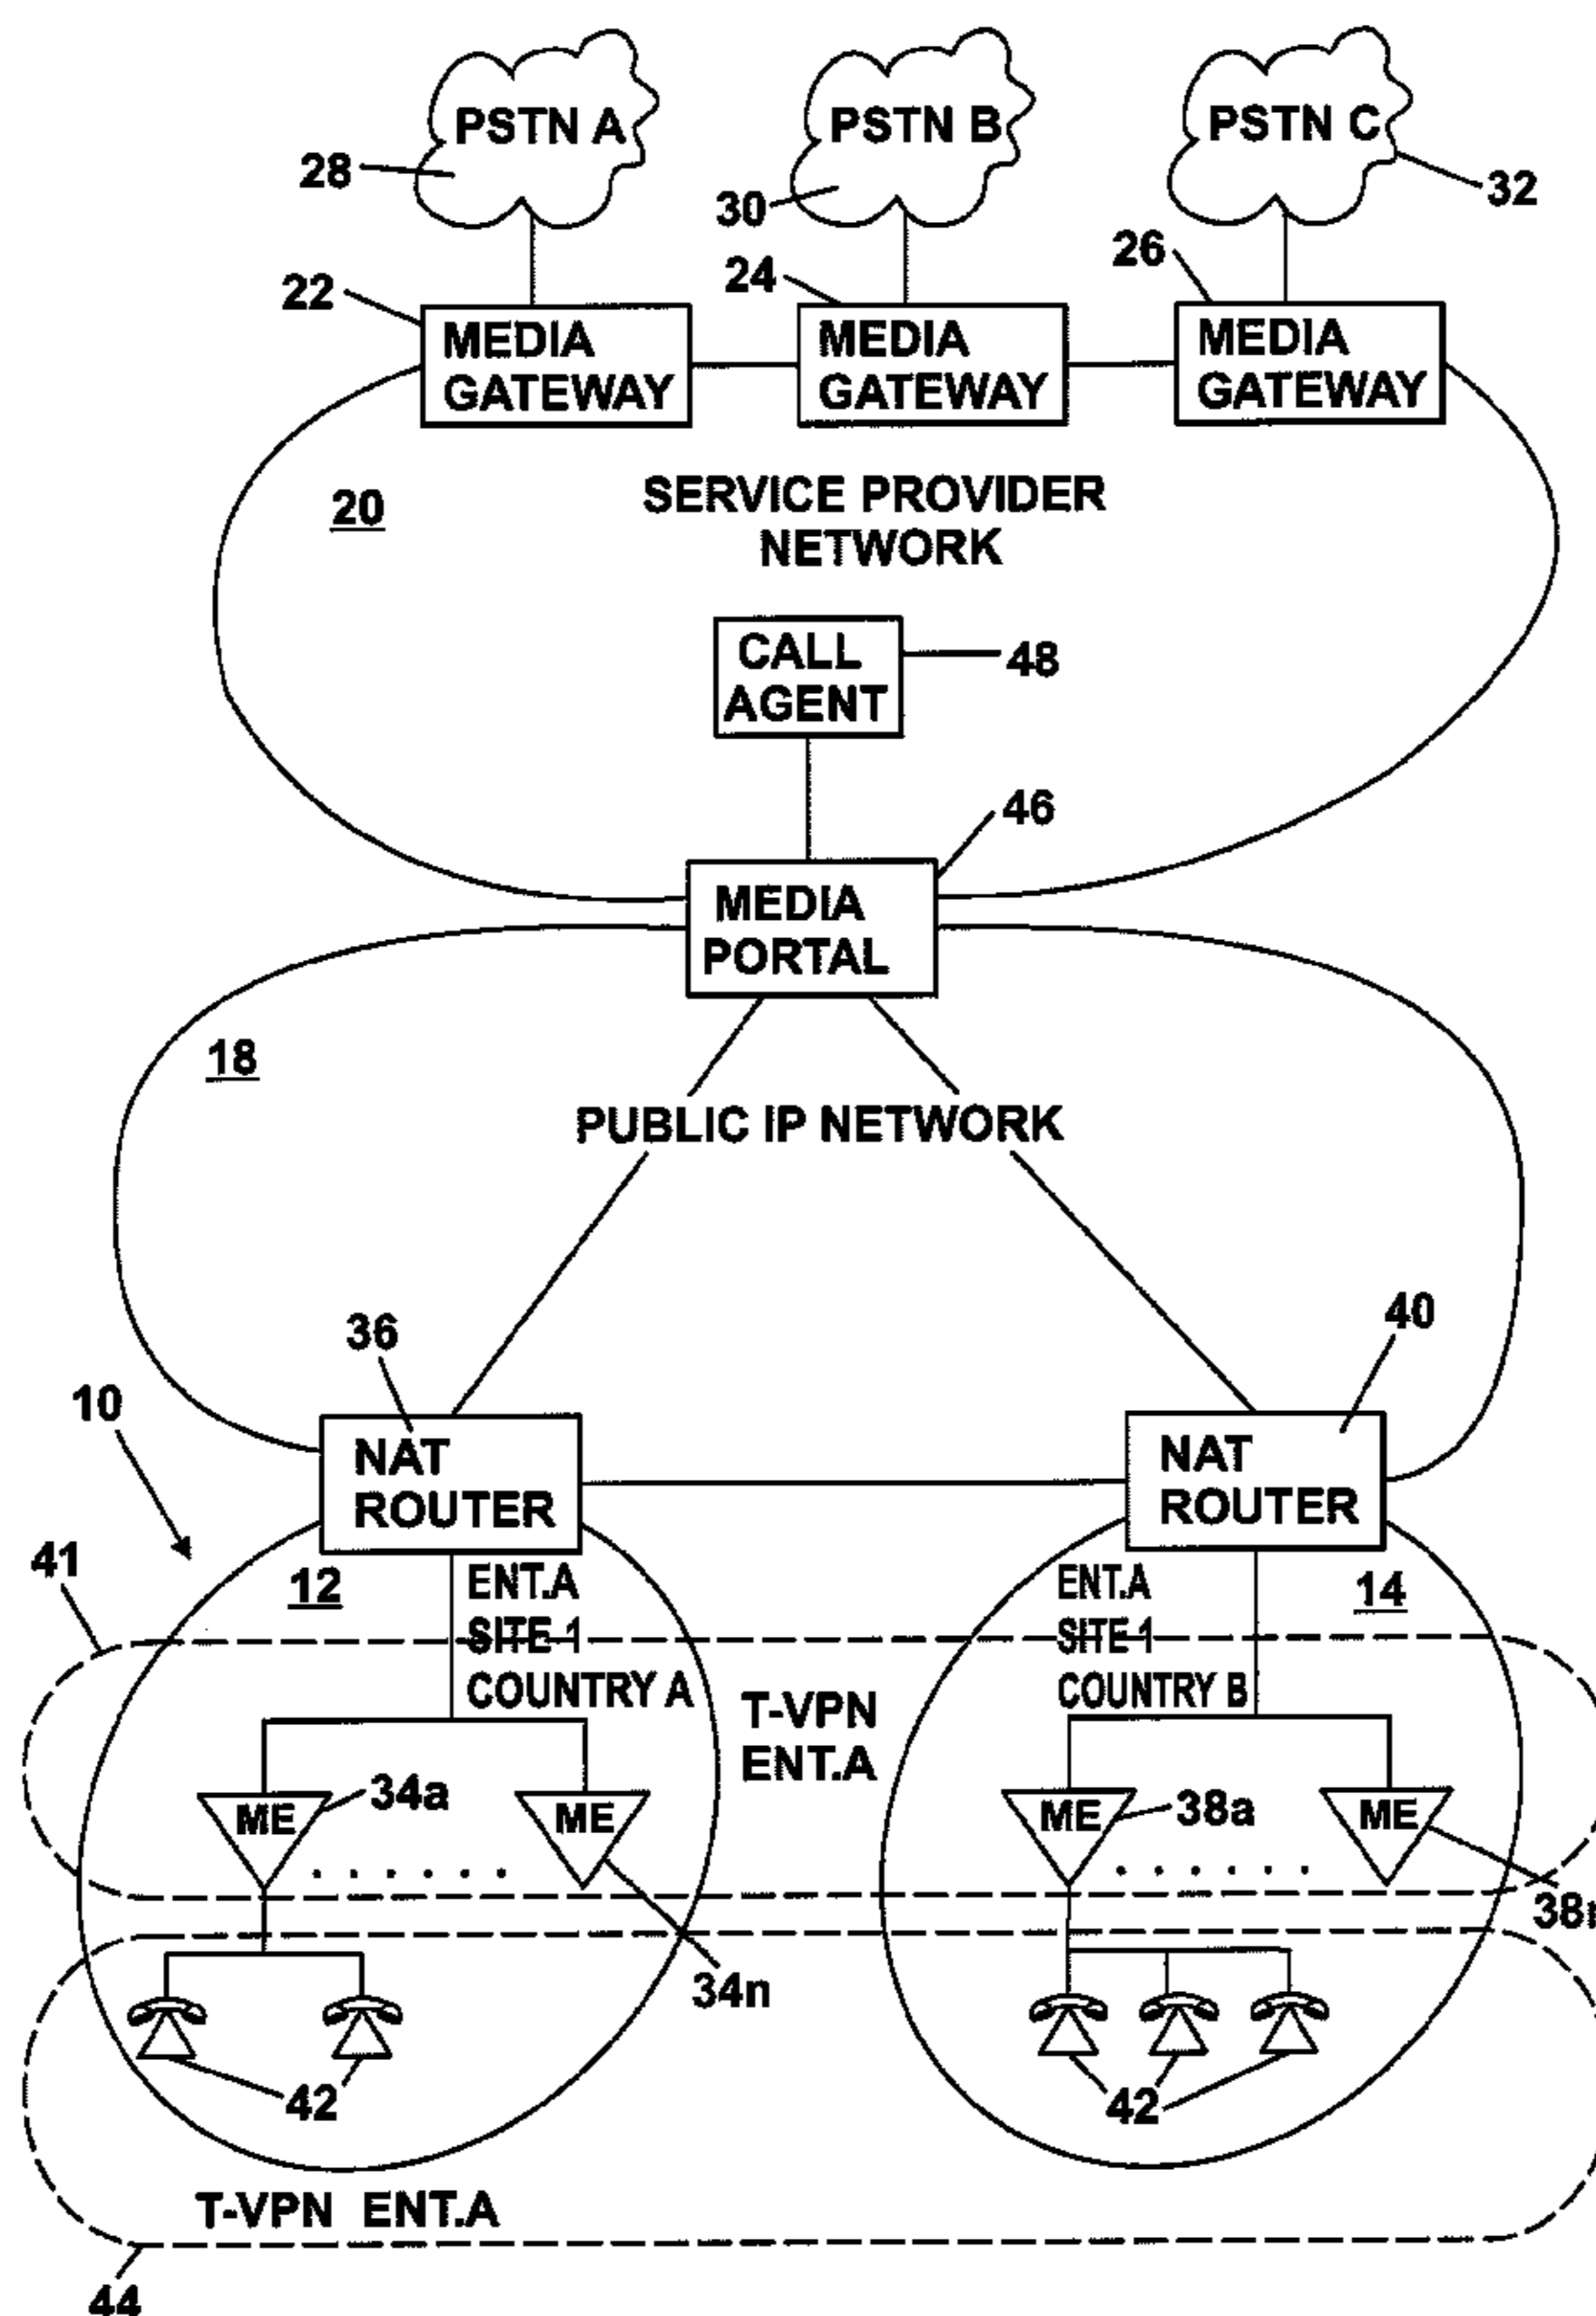 PSTN A
PSTN B
PSTN C
28
30
32
22
24
26
MEDIA
GATEWAY
MEDIA
GATEWAY
MEDIA
GATEWAY
20
SERVICE PROVIDER
NETWORK
CALL
AGENT
48
46
MEDIA
PORTAL
18
PUBLIC IP NETWORK
36
40
10
NAT
ROUTER
NAT
ROUTER
41
12
ENT.A
SITE 1
COUNTRY A
ENT.A
SITE 1
COUNTRY B
14
T-VPN
ENT.A
ME
34a
ME
ME
38a
ME
38n
34n
42
42
T-VPN ENT.A
44